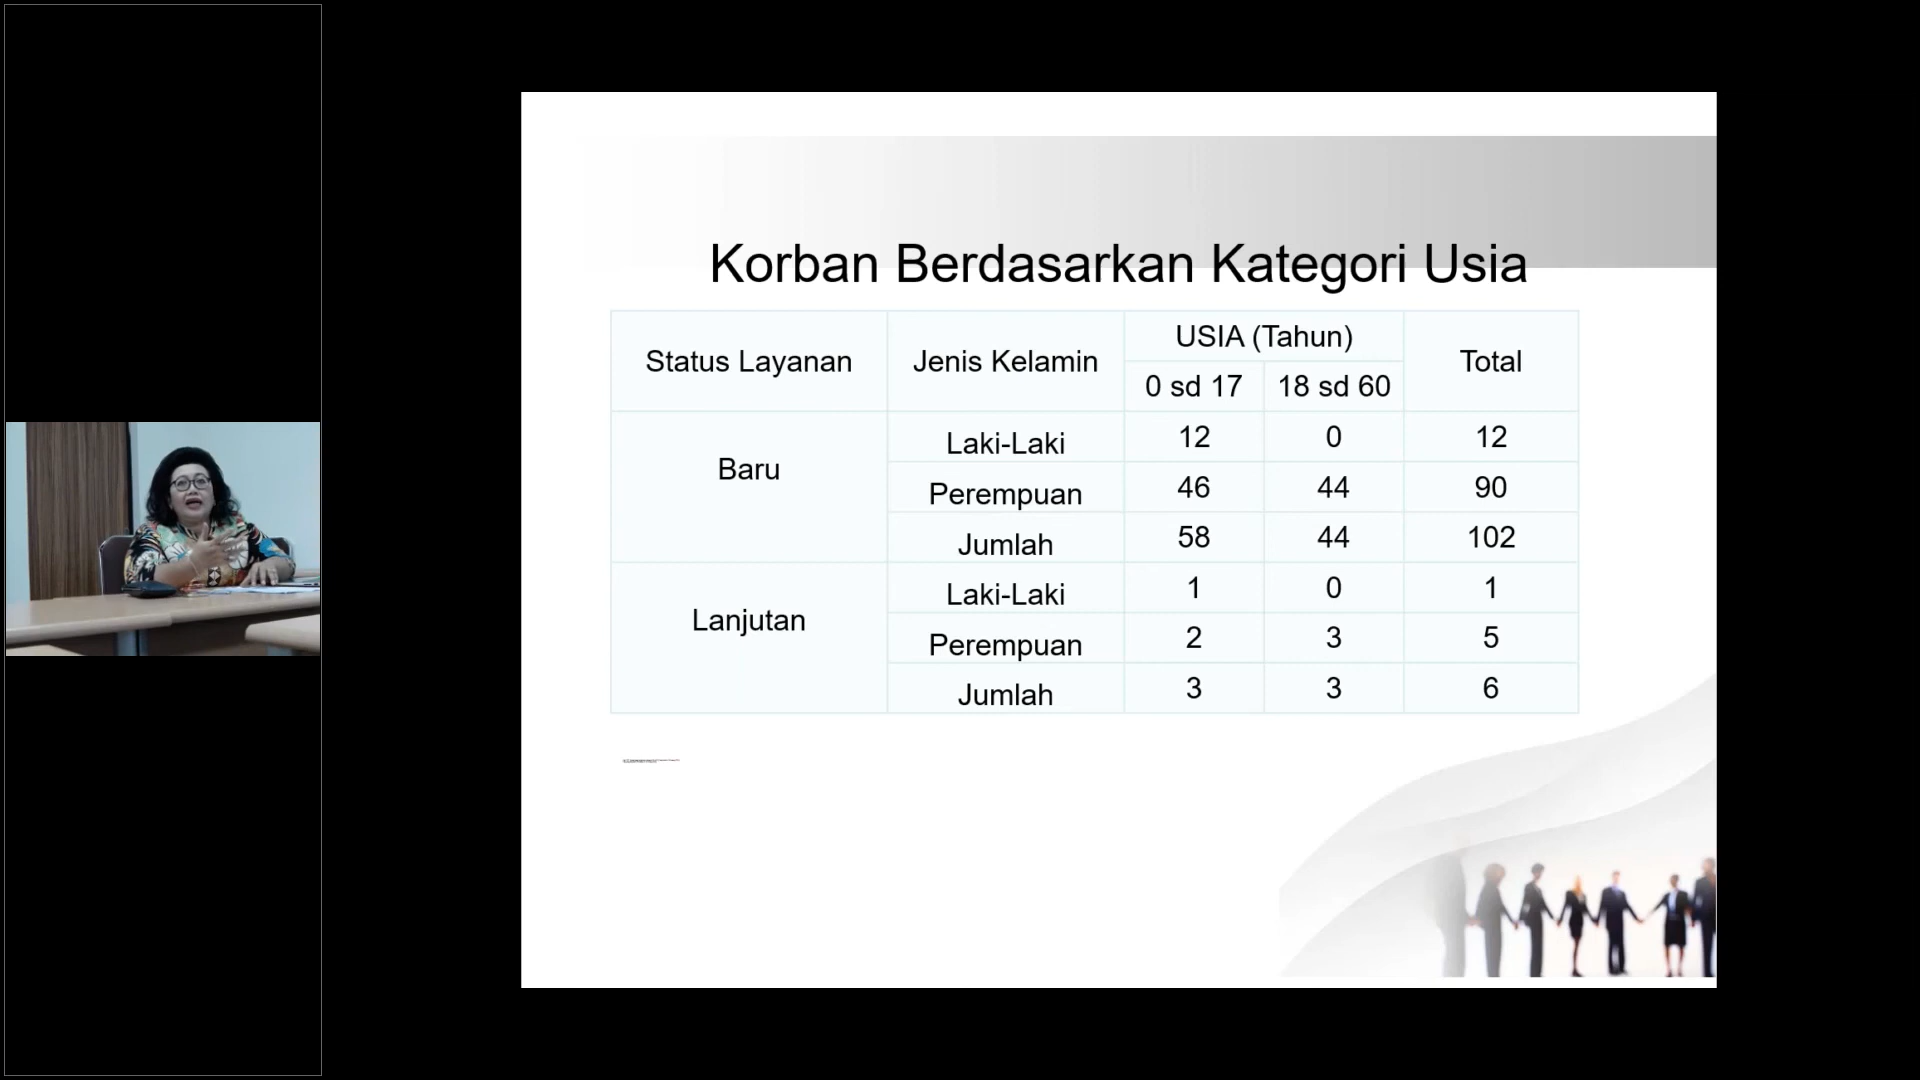 Korban Berdasarkan Kategori Usia
Status Layanan Jenis Kelamin USIA (Tahun) Total
0 sd 17 18 sd 60
Baru Laki-Laki 12 0 12
Perempuan 46 44 90
Jumlah 58 44 102
Lanjutan Laki-Laki 1 0 1
Perempuan 2 3 5
Jumlah 3 3 6